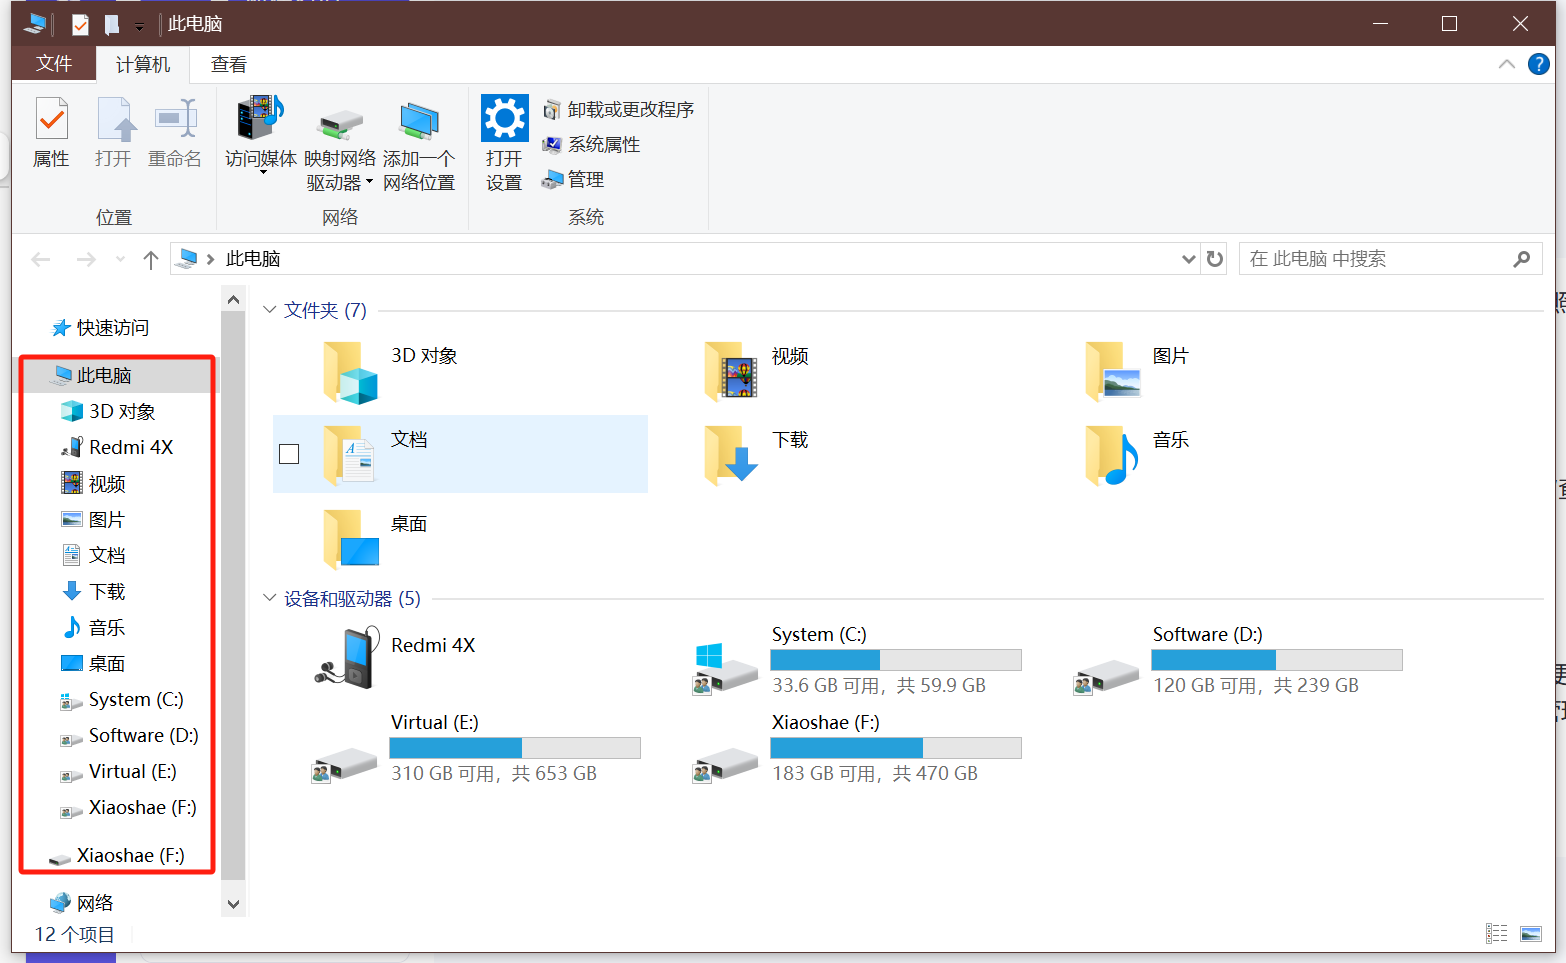 此电脑
文件 计算机 查看
属性 打开 重命名
访问媒体 映射网络驱动器 添加一个网络位置
打开设置
卸载或更改程序
系统属性
管理
位置 网络 系统
此电脑
在 此电脑 中搜索
快速访问
此电脑
3D 对象
Redmi 4X
视频
图片
文档
下载
音乐
桌面
System (C:)
Software (D:)
Virtual (E:)
Xiaoshae (F:)
Xiaoshae (F:)
网络
文件夹 (7)
3D 对象
视频
图片
文档
下载
音乐
桌面
设备和驱动器 (5)
Redmi 4X
System (C:)
33.6 GB 可用，共 59.9 GB
Software (D:)
120 GB 可用，共 239 GB
Virtual (E:)
310 GB 可用，共 653 GB
Xiaoshae (F:)
183 GB 可用，共 470 GB
12 个项目